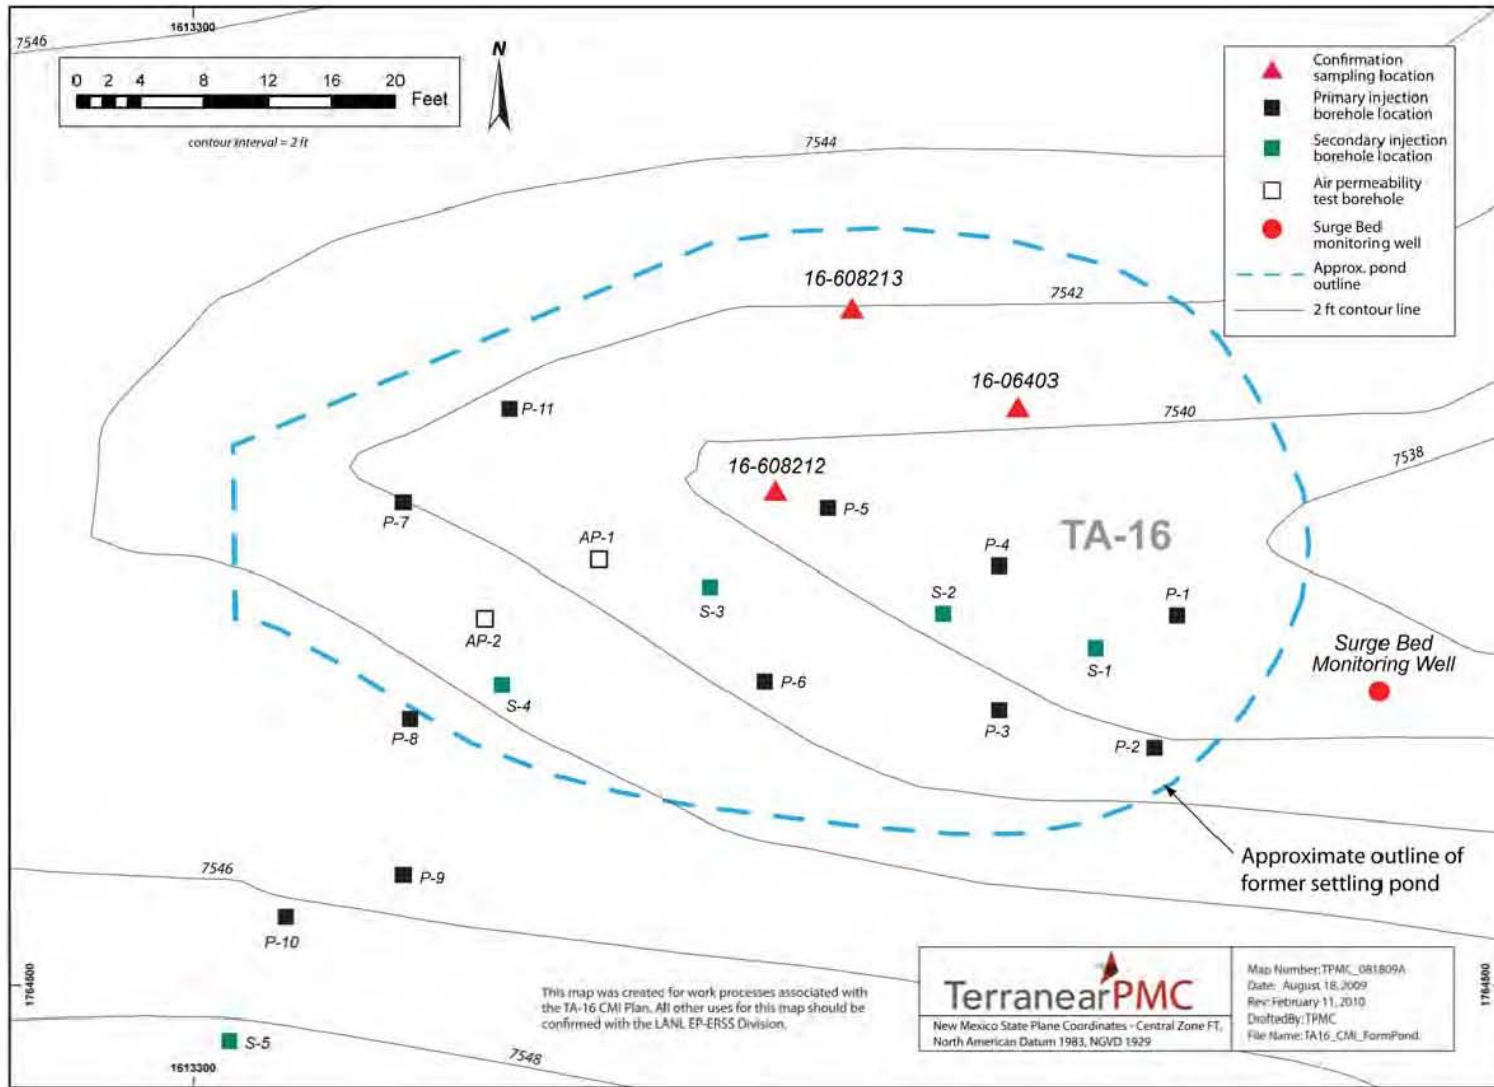 1613300
7546
0 2 4 8 12 16 20
Feet
contour interval = 2 ft
N
Confirmation
sampling location
Primary injection
borehole location
Secondary injection
borehole location
Air permeability
test borehole
Surge Bed
monitoring well
Approx. pond
outline
2 ft contour line
7544
16-608213
7542
16-06403
P-11
7540
7538
16-608212
P-7
P-5
AP-1
P-4
TA-16
S-3
S-2
P-1
AP-2
S-1
Surge Bed
Monitoring Well
S-4
P-6
P-8
P-3
P-2
Approximate outline of
former settling pond
7546
P-9
P-10
1764600
1764600
This map was created for work processes associated with
the TA-16 CMI Plan. All other uses for this map should be
confirmed with the LANL EP-ERSS Division.
TerranearPMC
New Mexico State Plane Coordinates - Central Zone FT,
North American Datum 1983, NGVD 1929
Map Number: TPMC_081809A
Date: August 18, 2009
Rev: February 11, 2010
DraftedBy: TPMC
File Name: TA16_CMI_FormPond
S-5
7548
1613300